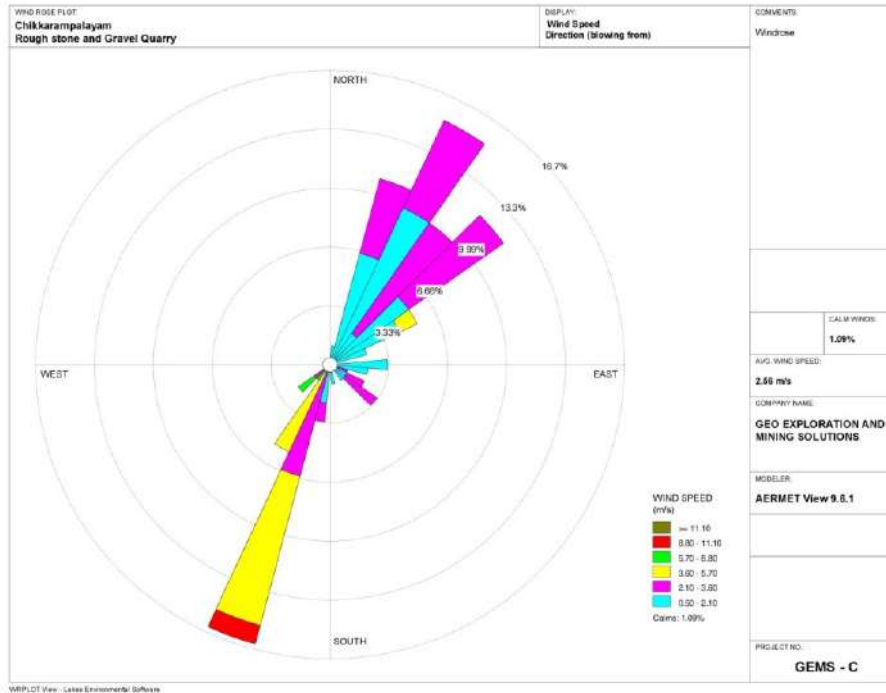 WIND ROSE PLOT:
Chikkarampalayam
Rough stone and Gravel Quarry
DISPLAY:
Wind Speed
Direction (blowing from)
COMMENTS:
Windrose
NORTH
16.7%
13.3%
9.99%
6.66%
3.33%
WEST
EAST
SOUTH
WIND SPEED
(m/s)
>= 11.10
8.80 - 11.10
5.70 - 8.80
3.60 - 5.70
2.10 - 3.60
0.50 - 2.10
Calms: 1.09%
CALM WINDS:
1.09%
AVG. WIND SPEED:
2.56 m/s
COMPANY NAME:
GEO EXPLORATION AND
MINING SOLUTIONS
MODELER:
AERMET View 9.6.1
PROJECT NO.:
GEMS - C
WRPLOT View - Lakes Environmental Software